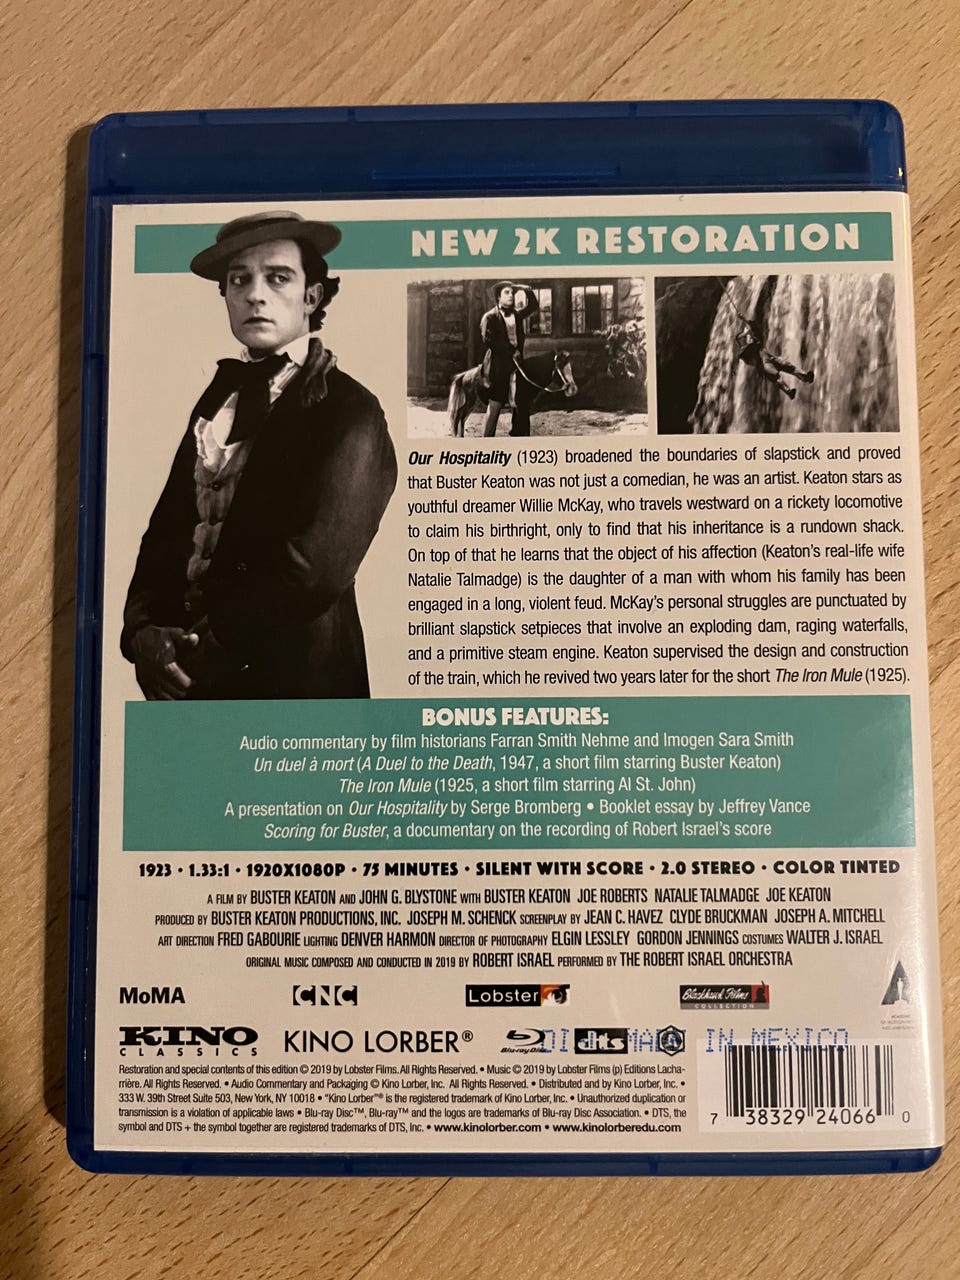 NEW 2K RESTORATION
Our Hospitality (1923) broadened the boundaries of slapstick and proved
that Buster Keaton was not just a comedian, he was an artist. Keaton stars as
youthful dreamer Willie McKay, who travels westward on a rickety locomotive
to claim his birthright, only to find that his inheritance is a rundown shack.
On top of that he learns that the object of his affection (Keaton's real-life wife
Natalie Talmadge) is the daughter of a man with whom his family has been
engaged in a long, violent feud. McKay's personal struggles are punctuated by
brilliant slapstick setpieces that involve an exploding dam, raging waterfalls,
and a primitive steam engine. Keaton supervised the design and construction
of the train, which he revived two years later for the short The Iron Mule (1925).
BONUS FEATURES:
Audio commentary by film historians Farran Smith Nehme and Imogen Sara Smith
Un duel à mort (A Duel to the Death, 1947, a short film starring Buster Keaton)
The Iron Mule (1925, a short film starring Al St. John)
A presentation on Our Hospitality by Serge Bromberg • Booklet essay by Jeffrey Vance
Scoring for Buster, a documentary on the recording of Robert Israel's score
1923 • 1.33:1 • 1920X1080P • 75 MINUTES • SILENT WITH SCORE • 2.0 STEREO • COLOR TINTED
A FILM BY BUSTER KEATON AND JOHN G. BLYSTONE WITH BUSTER KEATON JOE ROBERTS NATALIE TALMADGE JOE KEATON
PRODUCED BY BUSTER KEATON PRODUCTIONS, INC. JOSEPH M. SCHENCK SCREENPLAY BY JEAN C. HAVEZ CLYDE BRUCKMAN JOSEPH A. MITCHELL
ART DIRECTION FRED GABOURIE LIGHTING DENVER HARMON DIRECTOR OF PHOTOGRAPHY ELGIN LESSLEY GORDON JENNINGS COSTUMES WALTER J. ISRAEL
ORIGINAL MUSIC COMPOSED AND CONDUCTED IN 2019 BY ROBERT ISRAEL PERFORMED BY THE ROBERT ISRAEL ORCHESTRA
MoMA CNC Lobster Blackhawk Films COLLECTION
KINO CLASSICS KINO LORBER® Blu-ray Disc dts IN MEXICO
Restoration and special contents of this edition © 2019 by Lobster Films. All Rights Reserved. • Music © 2019 by Lobster Films (p) Editions Lacha-
rrière. All Rights Reserved. • Audio Commentary and Packaging © Kino Lorber, Inc. All Rights Reserved. • Distributed and by Kino Lorber, Inc. •
333 W. 39th Street Suite 503, New York, NY 10018 • "Kino Lorber"® is the registered trademark of Kino Lorber, Inc. • Unauthorized duplication or
transmission is a violation of applicable laws • Blu-ray Disc™, Blu-ray™ and the logos are trademarks of Blu-ray Disc Association. • DTS, the
symbol and DTS + the symbol together are registered trademarks of DTS, Inc. • www.kinolorber.com • www.kinolorberedu.com
7 38329 24066 0